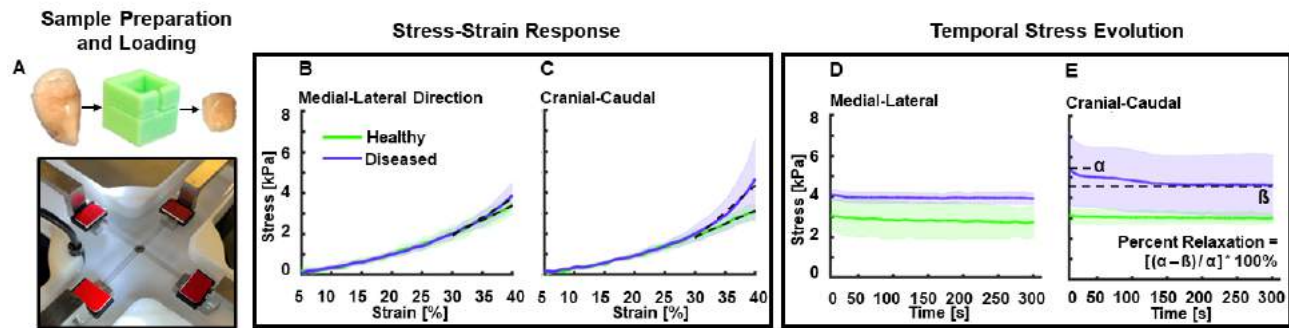 Sample Preparation
and Loading
A
Stress-Strain Response
B
Medial-Lateral Direction
Healthy
Diseased
C
Cranial-Caudal
Stress [kPa]
8
6
4
2
0
5 10 15 20 25 30 35 40
Strain [%]
5 10 15 20 25 30 35 40
Strain [%]
Temporal Stress Evolution
D
Medial-Lateral
E
Cranial-Caudal
Stress [kPa]
8
6
4
2
0
0 50 100 150 200 250 300
Time [s]
α
ß
Percent Relaxation =
[(α – ß) / α] * 100%
0 50 100 150 200 250 300
Time [s]